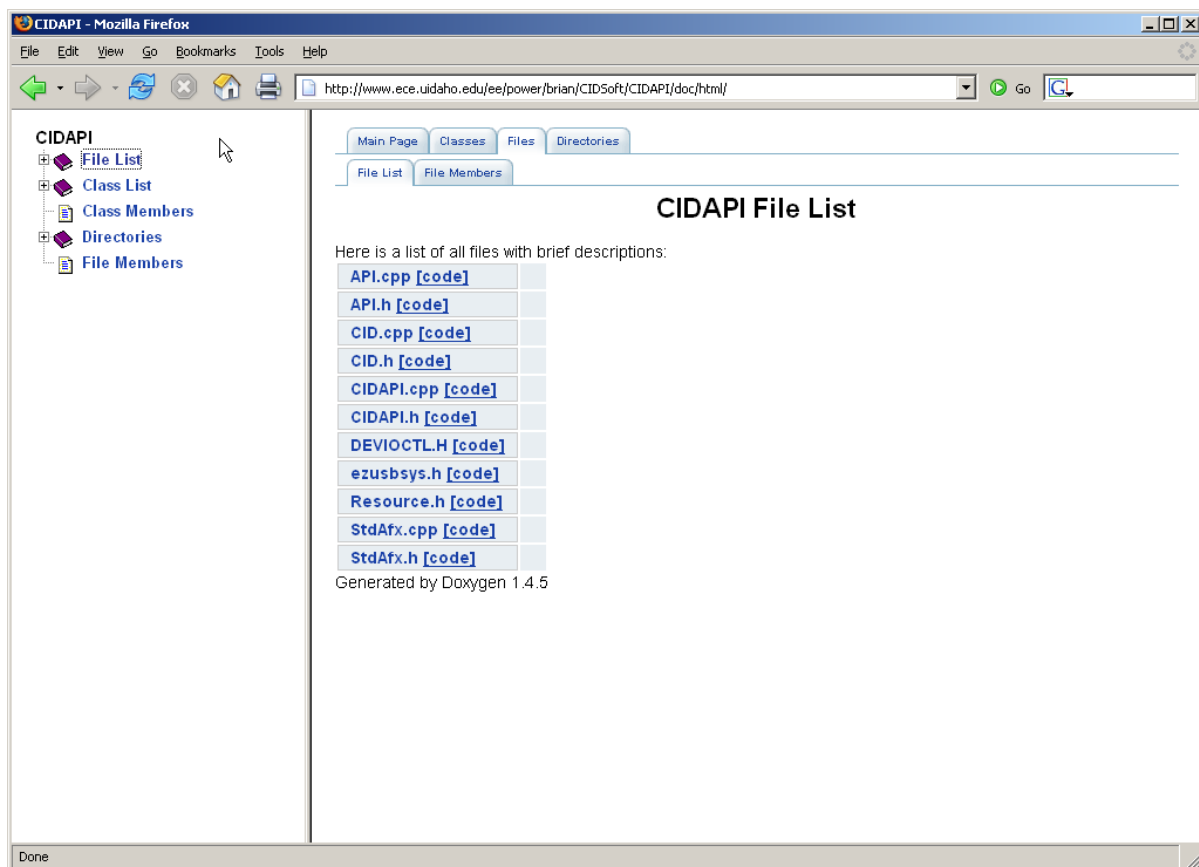 CIDAPI - Mozilla Firefox
File Edit View Go Bookmarks Tools Help
http://www.ece.uidaho.edu/ee/power/brian/CIDSoft/CIDAPI/doc/html/ Go G
CIDAPI
File List
Class List
Class Members
Directories
File Members
Main Page Classes Files Directories
File List File Members
CIDAPI File List
Here is a list of all files with brief descriptions:
API.cpp [code]
API.h [code]
CID.cpp [code]
CID.h [code]
CIDAPI.cpp [code]
CIDAPI.h [code]
DEVIOCTL.H [code]
ezusbsys.h [code]
Resource.h [code]
StdAfx.cpp [code]
StdAfx.h [code]
Generated by Doxygen 1.4.5
Done